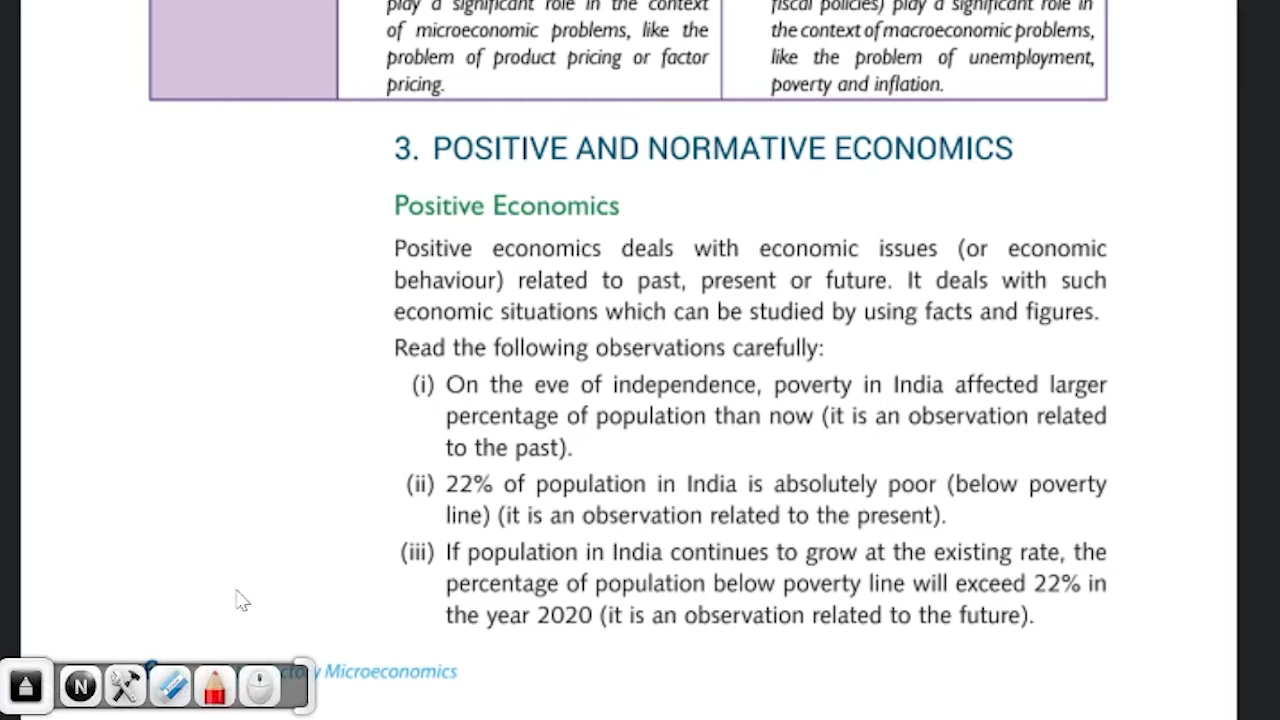 play a significant role in the context
of microeconomic problems, like the
problem of product pricing or factor
pricing.
fiscal policies) play a significant role in
the context of macroeconomic problems,
like the problem of unemployment,
poverty and inflation.
3. POSITIVE AND NORMATIVE ECONOMICS
Positive Economics
Positive economics deals with economic issues (or economic
behaviour) related to past, present or future. It deals with such
economic situations which can be studied by using facts and figures.
Read the following observations carefully:
(i) On the eve of independence, poverty in India affected larger
percentage of population than now (it is an observation related
to the past).
(ii) 22% of population in India is absolutely poor (below poverty
line) (it is an observation related to the present).
(iii) If population in India continues to grow at the existing rate, the
percentage of population below poverty line will exceed 22% in
the year 2020 (it is an observation related to the future).
N
Microeconomics